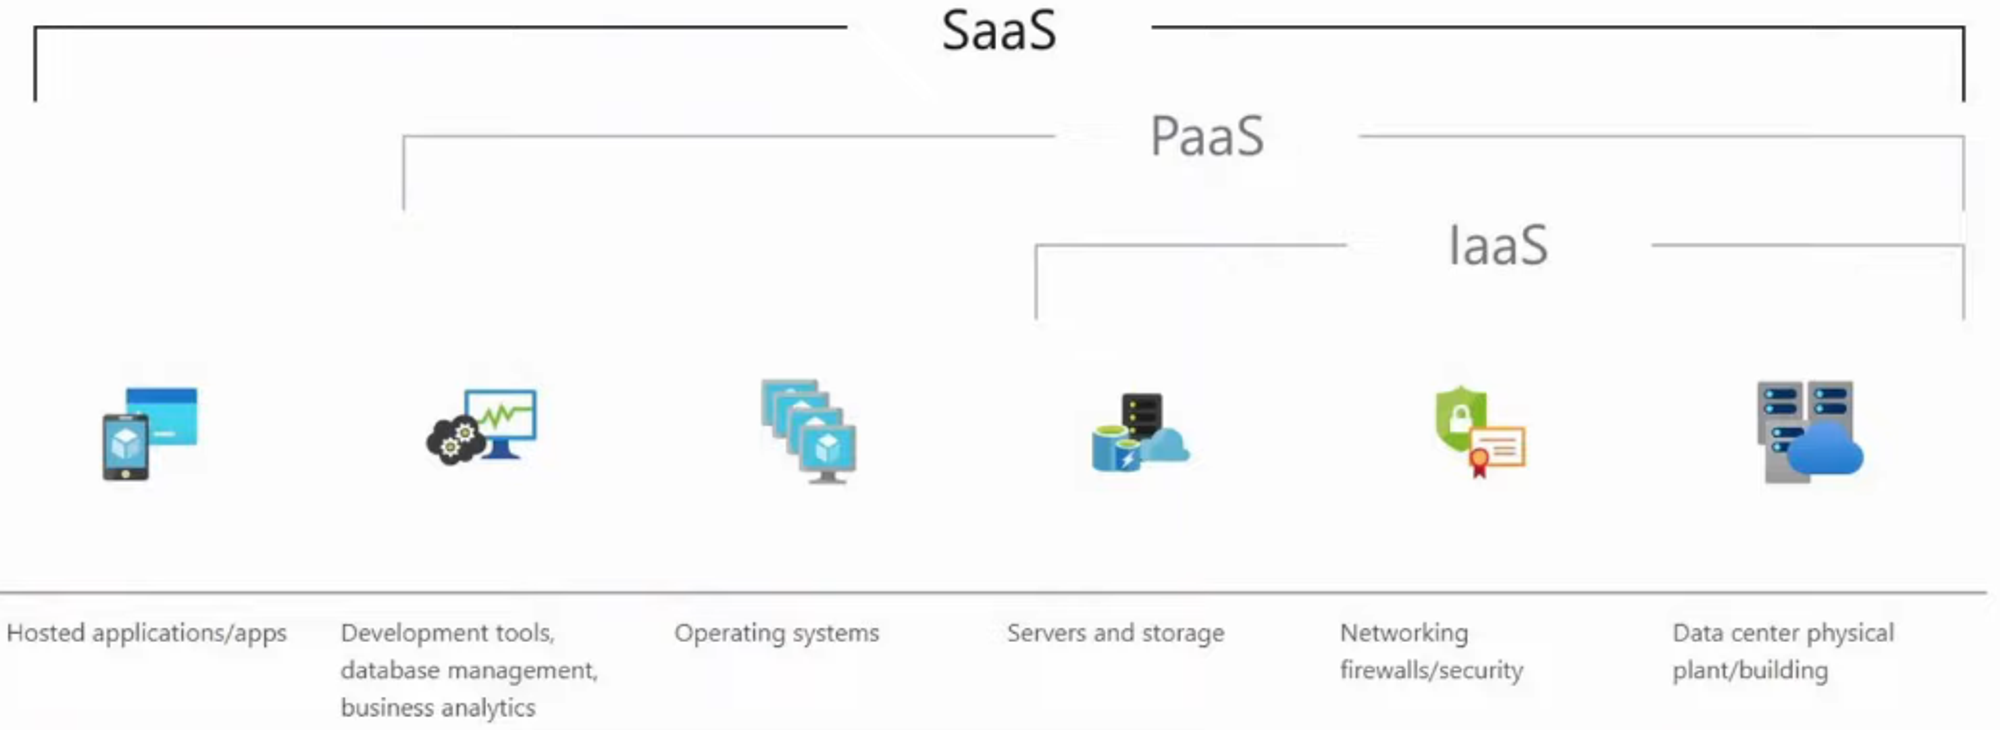 SaaS
PaaS
IaaS
Hosted applications/apps
Development tools,
database management,
business analytics
Operating systems
Servers and storage
Networking
firewalls/security
Data center physical
plant/building